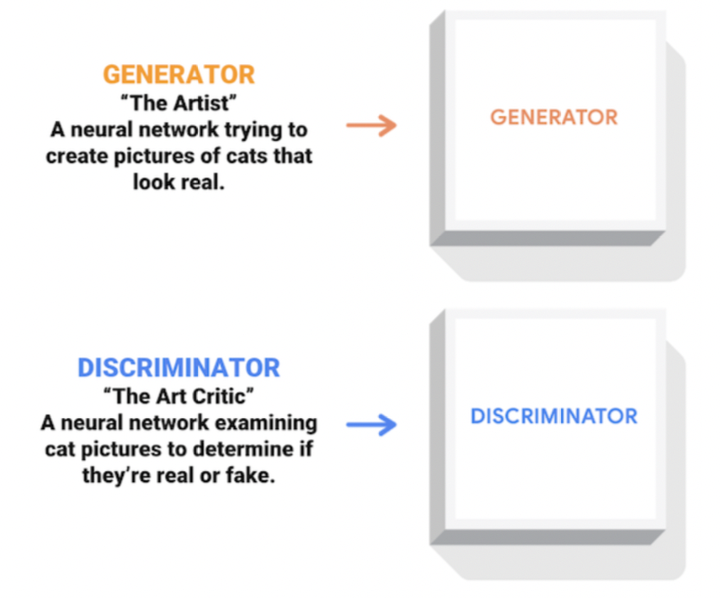 GENERATOR
“The Artist”
A neural network trying to
create pictures of cats that
look real.
GENERATOR
DISCRIMINATOR
“The Art Critic”
A neural network examining
cat pictures to determine if
they’re real or fake.
DISCRIMINATOR